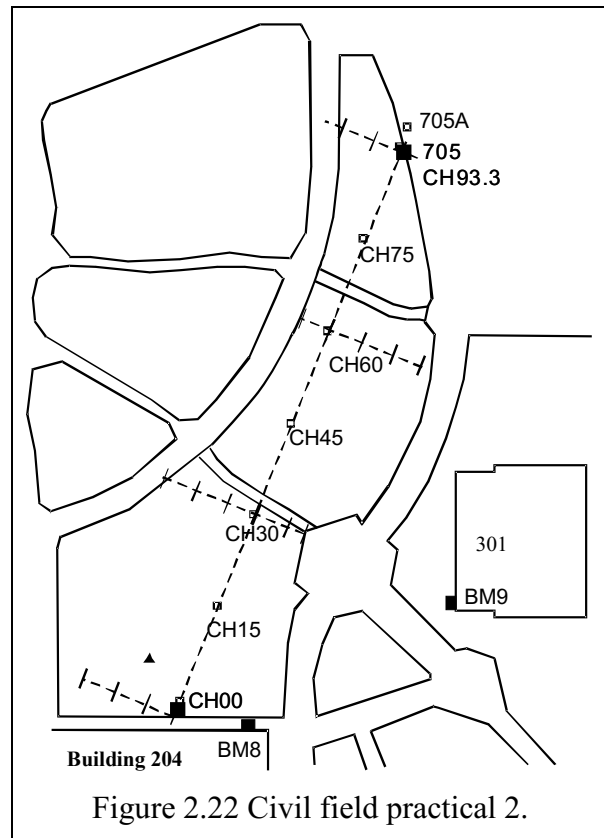 705A
705
CH93.3
CH75
CH60
CH45
CH30
301
BM9
CH15
CH00
BM8
Building 204
Figure 2.22 Civil field practical 2.